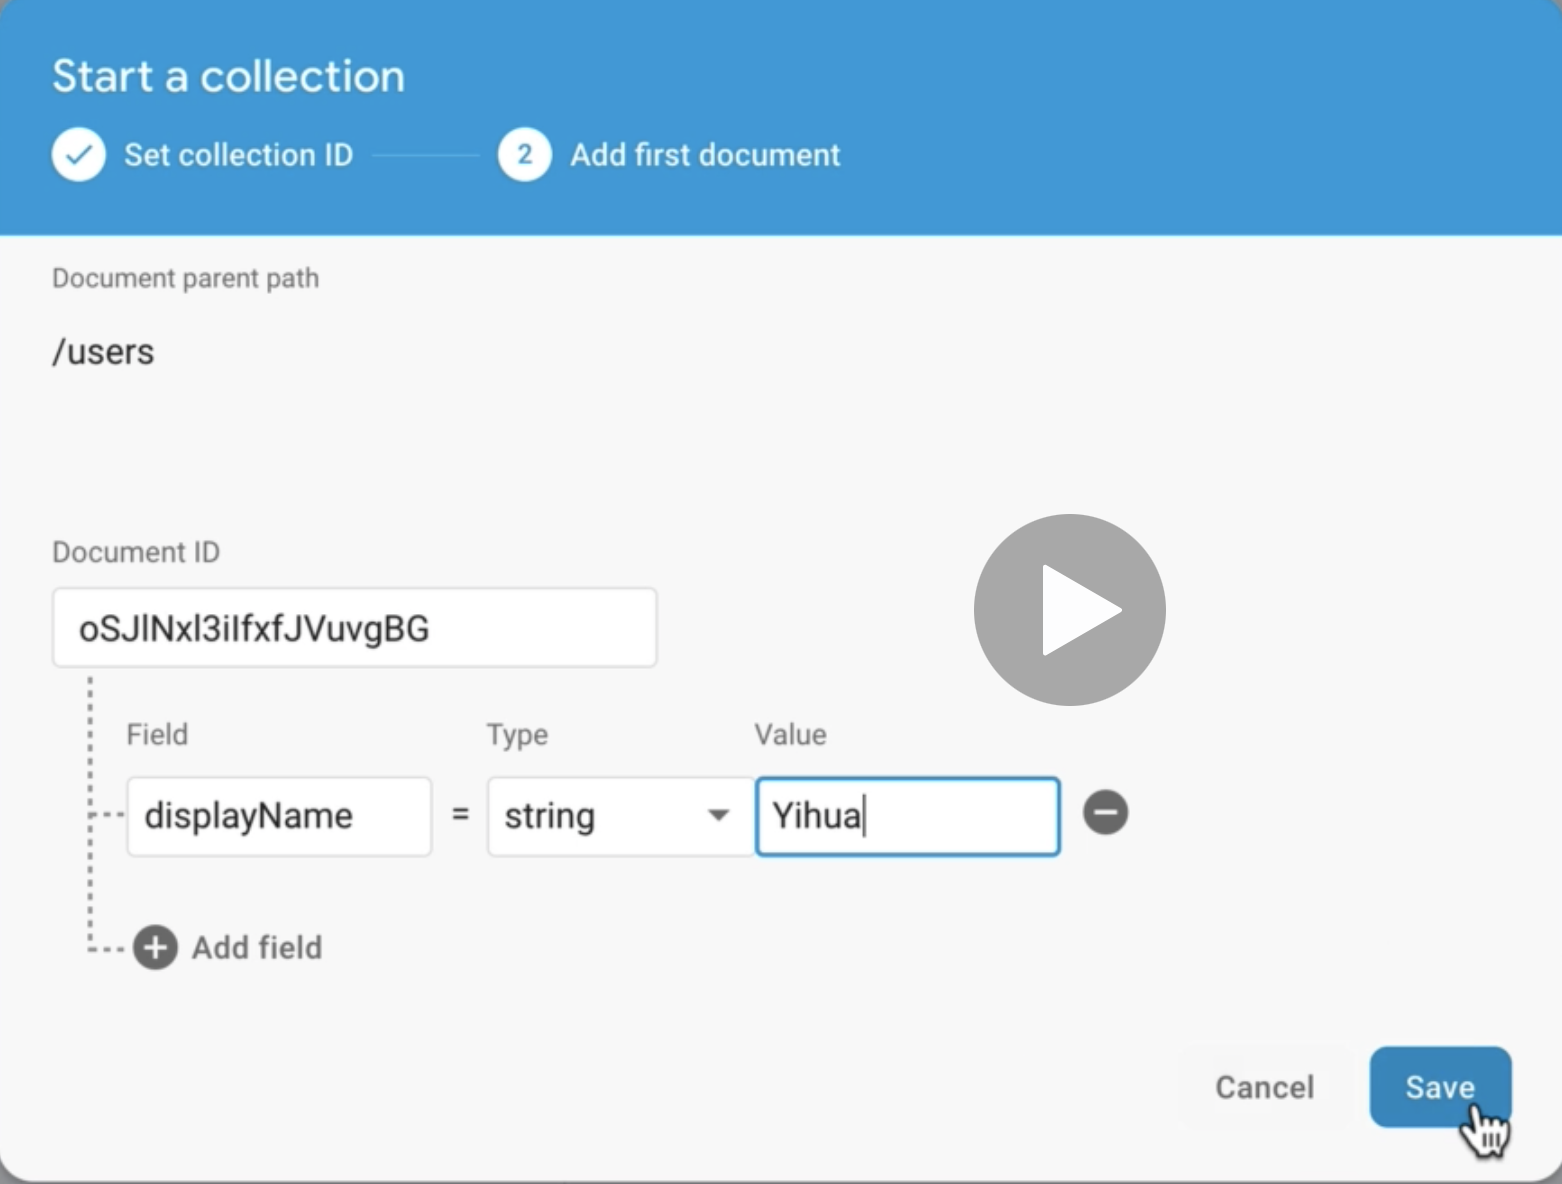 Start a collection
Set collection ID
2 Add first document
Document parent path
/users
Document ID
oSJlNxl3iIfxfJVuvgBG
Field Type Value
displayName = string Yihua
Add field
Cancel Save